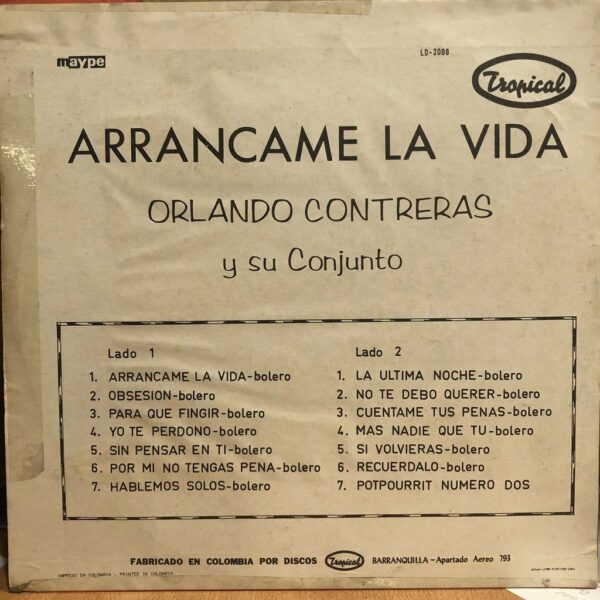 maype
LD-2086
Tropical
ARRANCAME LA VIDA
ORLANDO CONTRERAS
y su Conjunto
Lado 1
1. ARRANCAME LA VIDA-bolero
2. OBSESION-bolero
3. PARA QUE FINGIR-bolero
4. YO TE PERDONO-bolero
5. SIN PENSAR EN TI-bolero
6. POR MI NO TENGAS PENA-bolero
7. HABLEMOS SOLOS-bolero
Lado 2
1. LA ULTIMA NOCHE-bolero
2. NO TE DEBO QUERER-bolero
3. CUENTAME TUS PENAS-bolero
4. MAS NADIE QUE TU-bolero
5. SI VOLVIERAS-bolero
6. RECUERDALO-bolero
7. POTPOURRIT NUMERO DOS
FABRICADO EN COLOMBIA POR DISCOS Tropical BARRANQUILLA-Apartado Aereo 793
IMPRESO EN COLOMBIA - PRINTED IN COLOMBIA